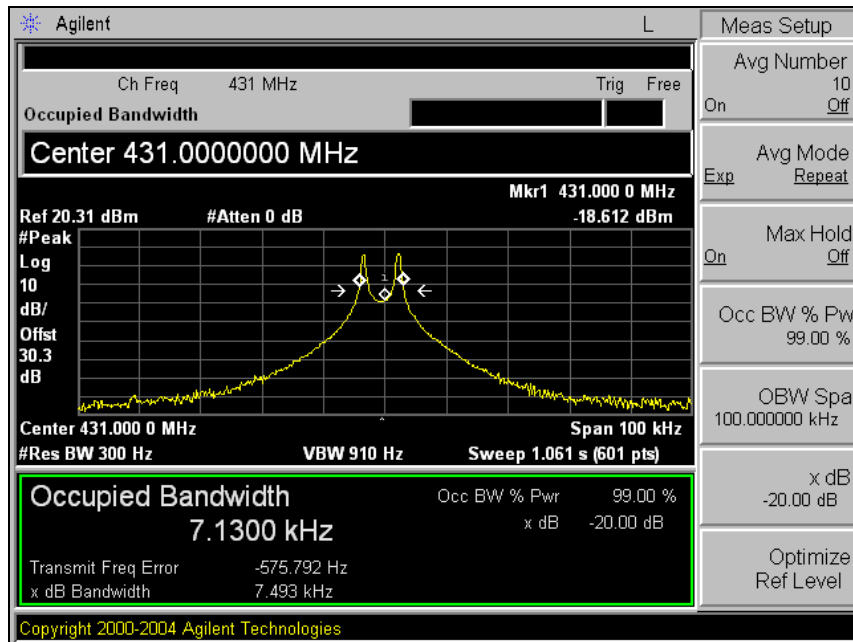 Agilent L
Ch Freq 431 MHz Trig Free
Occupied Bandwidth
Center 431.0000000 MHz
Mkr1 431.000 0 MHz
Ref 20.31 dBm #Atten 0 dB -18.612 dBm
#Peak
Log
10
dB/
Offst
30.3
dB
1
Center 431.000 0 MHz Span 100 kHz
#Res BW 300 Hz VBW 910 Hz Sweep 1.061 s (601 pts)
Occupied Bandwidth Occ BW % Pwr 99.00 %
7.1300 kHz x dB -20.00 dB
Transmit Freq Error -575.792 Hz
x dB Bandwidth 7.493 kHz
Copyright 2000-2004 Agilent Technologies
Meas Setup
Avg Number
10
On Off
Avg Mode
Exp Repeat
Max Hold
On Off
Occ BW % Pw
99.00 %
OBW Spa
100.000000 kHz
x dB
-20.00 dB
Optimize
Ref Level